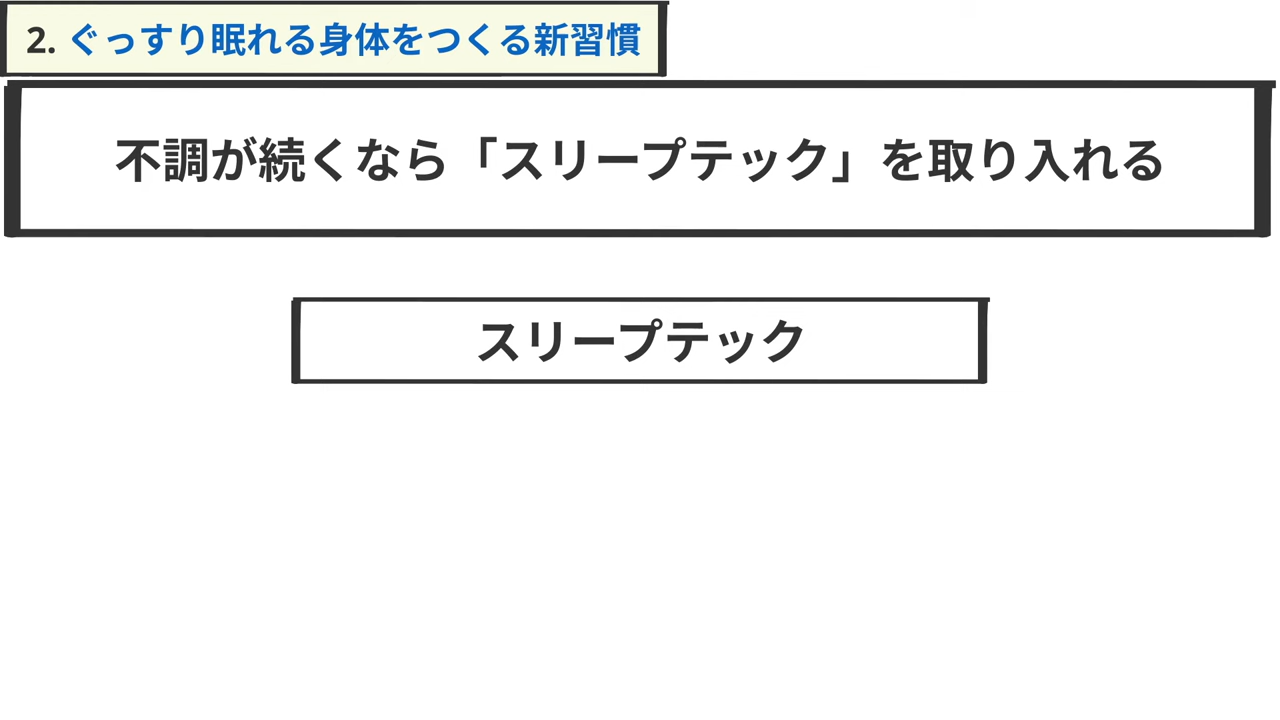 2. ぐっすり眠れる身体をつくる新習慣
不調が続くなら「スリープテック」を取り入れる
スリープテック